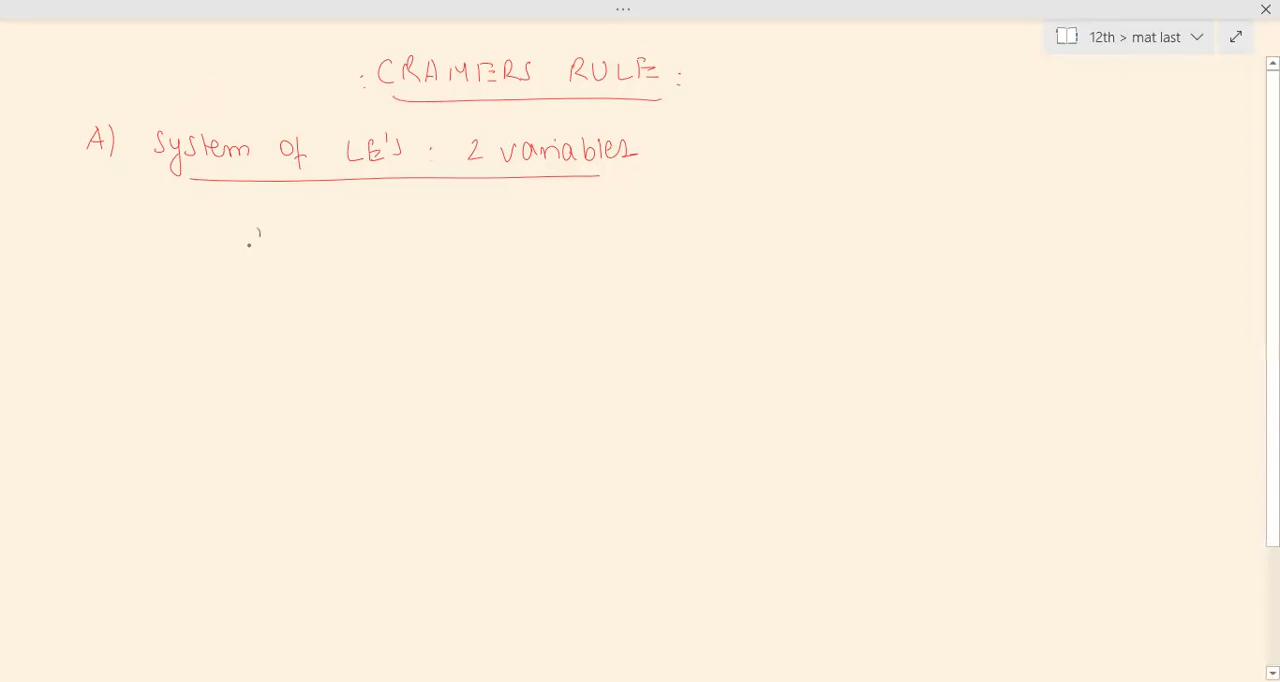 ...
12th > mat last
: CRAMERS RULE :
A) System of LE's : 2 variables